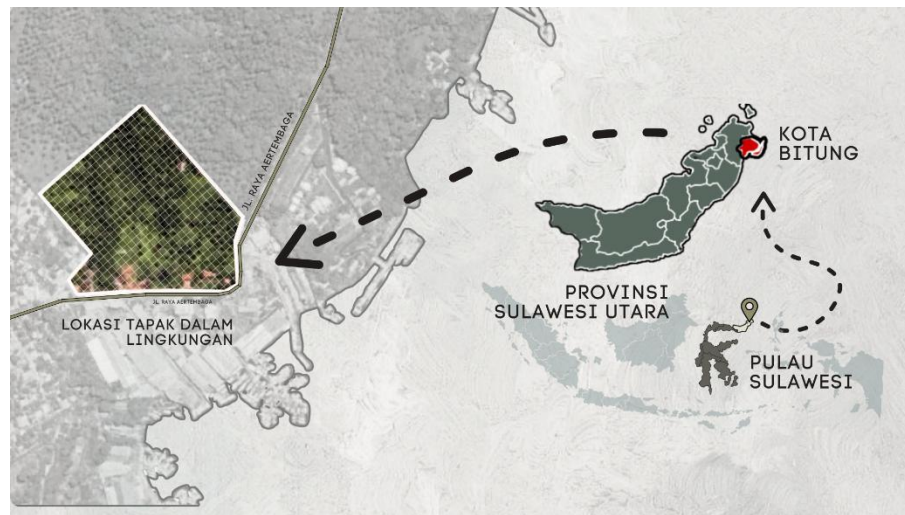 JL. RAYA AERTEMBAGA
JL. RAYA AERTEMBAGA
LOKASI TAPAK DALAM
LINGKUNGAN
KOTA
BITUNG
PROVINSI
SULAWESI UTARA
PULAU
SULAWESI